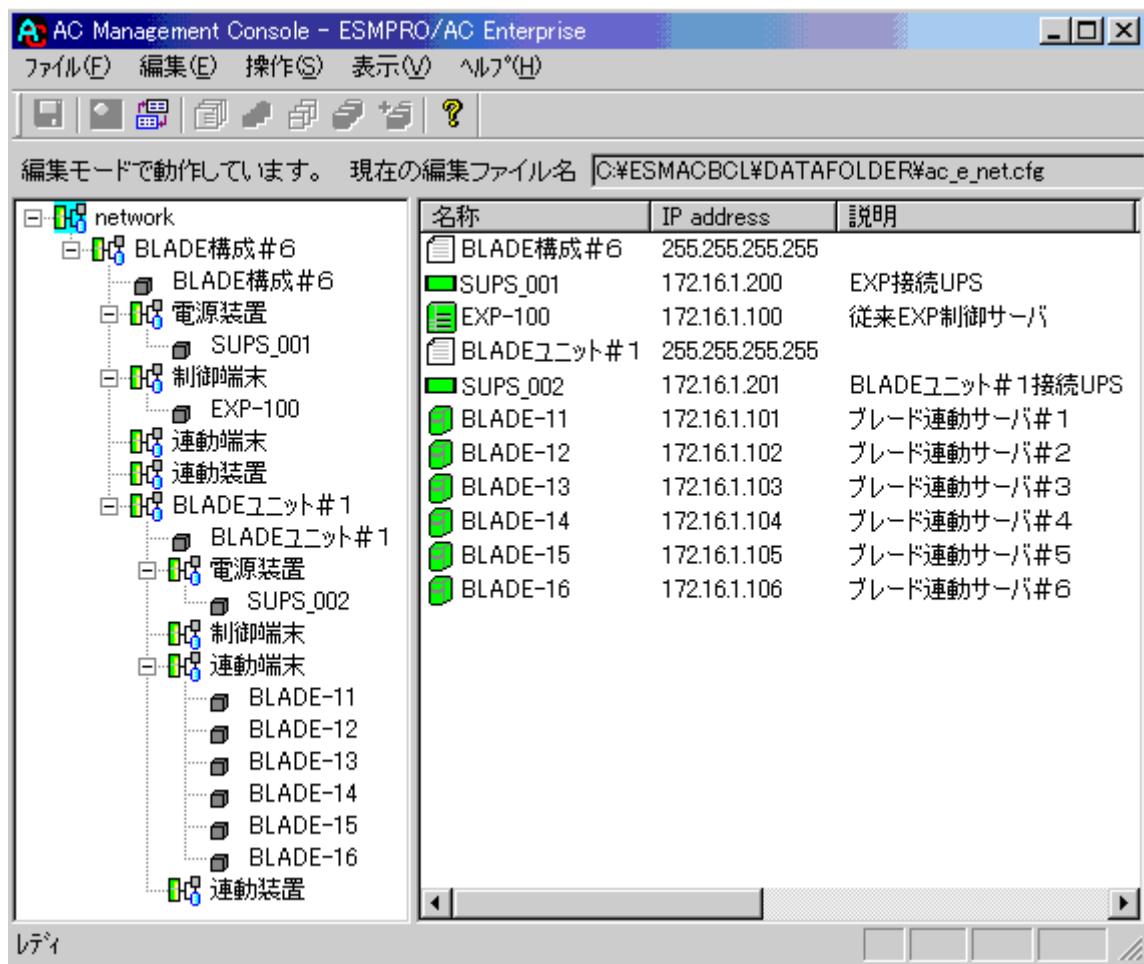 AC Management Console - ESMPRO/AC Enterprise
ファイル(F) 編集(E) 操作(S) 表示(V) ヘルプ(H)
編集モードで動作しています。 現在の編集ファイル名 C:¥ESMACBCL¥DATAFOLDER¥ac_e_net.cfg
network
BLADE構成#6
BLADE構成#6
電源装置
SUPS_001
制御端末
EXP-100
連動端末
連動装置
BLADEユニット#1
BLADEユニット#1
電源装置
SUPS_002
制御端末
連動端末
BLADE-11
BLADE-12
BLADE-13
BLADE-14
BLADE-15
BLADE-16
連動装置
名称 IP address 説明
BLADE構成#6 255.255.255.255
SUPS_001 172.16.1.200 EXP接続UPS
EXP-100 172.16.1.100 従来EXP制御サーバ
BLADEユニット#1 255.255.255.255
SUPS_002 172.16.1.201 BLADEユニット#1接続UPS
BLADE-11 172.16.1.101 ブレード連動サーバ#1
BLADE-12 172.16.1.102 ブレード連動サーバ#2
BLADE-13 172.16.1.103 ブレード連動サーバ#3
BLADE-14 172.16.1.104 ブレード連動サーバ#4
BLADE-15 172.16.1.105 ブレード連動サーバ#5
BLADE-16 172.16.1.106 ブレード連動サーバ#6
レディ